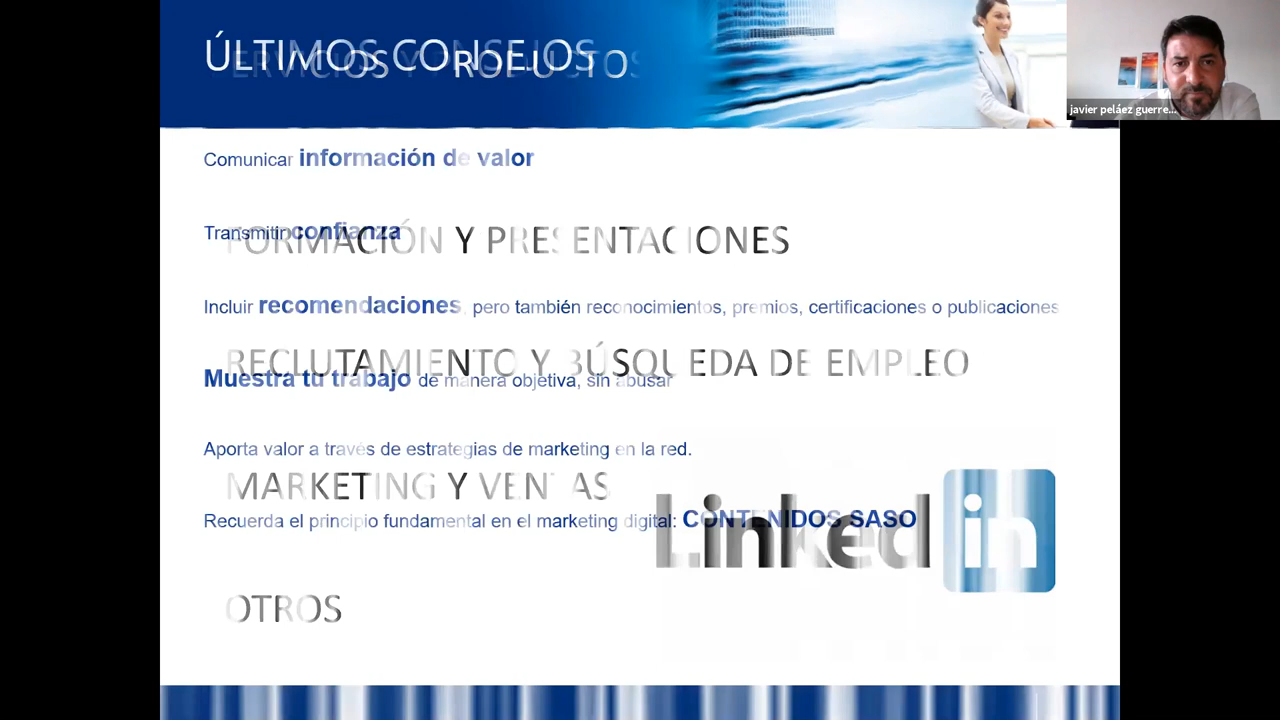 ÚLTIMOS CONSEJOS
SERVICIOS Y PRODUCTOS
javier peláez guerre...
Comunicar información de valor
Transmitir confianza
FORMACIÓN Y PRESENTACIONES
Incluir recomendaciones, pero también reconocimientos, premios, certificaciones o publicaciones
RECLUTAMIENTO Y BÚSQUEDA DE EMPLEO
Muestra tu trabajo de manera objetiva, sin abusar
Aporta valor a través de estrategias de marketing en la red.
MARKETING Y VENTAS
Recuerda el principio fundamental en el marketing digital: CONTENIDOS SASO
Linked in
OTROS